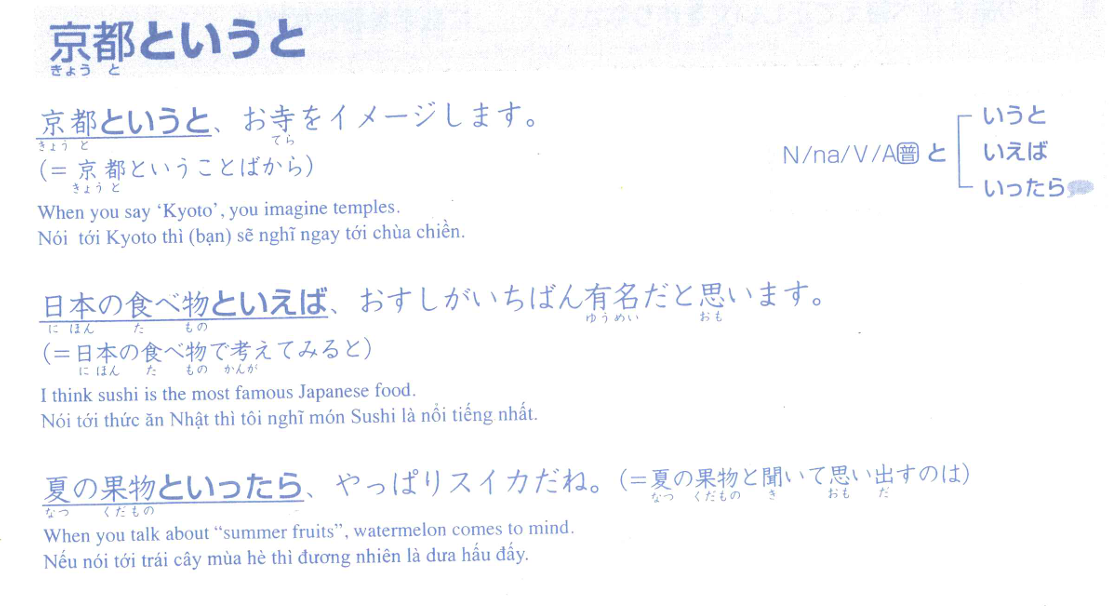 京都というと
きょう と
京都というと、お寺をイメージします。
きょう と てら
(=京都ということばから)
きょう と
When you say ‘Kyoto’, you imagine temples.
Nói tới Kyoto thì (bạn) sẽ nghĩ ngay tới chùa chiền.
N/na/V/A普 と
いうと
いえば
いったら
日本の食べ物といえば、おすしがいちばん有名だと思います。
に ほん た もの ゆうめい おも
(=日本の食べ物で考えてみると)
に ほん た もの かんが
I think sushi is the most famous Japanese food.
Nói tới thức ăn Nhật thì tôi nghĩ món Sushi là nổi tiếng nhất.
夏の果物といったら、やっぱりスイカだね。(=夏の果物と聞いて思い出すのは)
なつ くだもの なつ くだもの き おも だ
When you talk about “summer fruits”, watermelon comes to mind.
Nếu nói tới trái cây mùa hè thì đương nhiên là dưa hấu đấy.